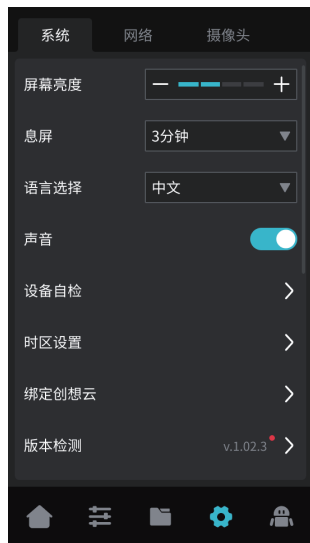 系统 网络 摄像头
屏幕亮度
息屏 3分钟
语言选择 中文
声音
设备自检
时区设置
绑定创想云
版本检测 v.1.02.3